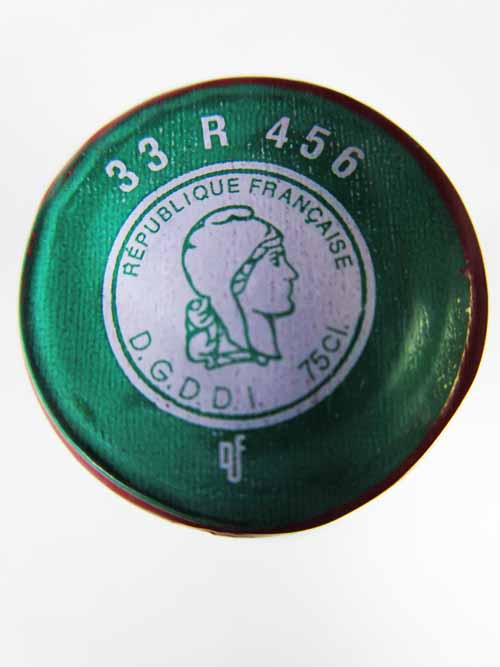 33 R 456
RÉPUBLIQUE FRANÇAISE
D.G.D.D.I. 75Cl.